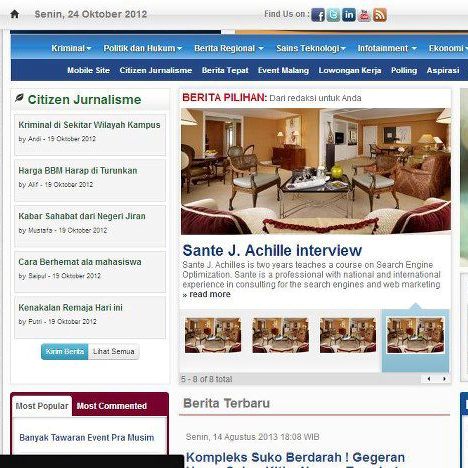 Senin, 24 Oktober 2012
Find Us on :
Kriminal
Politik dan Hukum
Berita Regional
Sains Teknologi
Infotainment
Ekonomi
Mobile Site
Citizen Jurnalisme
Berita Tepat
Event Malang
Lowongan Kerja
Polling
Aspirasi
Citizen Jurnalisme
Kriminal di Sekitar Wilayah Kampus
by Andi - 19 Oktober 2012
Harga BBM Harap di Turunkan
by Alif - 19 Oktober 2012
Kabar Sahabat dari Negeri Jiran
by Mustafa - 19 Oktober 2012
Cara Berhemat ala mahasiswa
by Saipul - 19 Oktober 2012
Kenakalan Remaja Hari ini
by Putri - 19 Oktober 2012
Kirim Berita
Lihat Semua
BERITA PILIHAN: Dari redaksi untuk Anda
Sante J. Achille interview
Sante J. Achilles is two years teaches a course on Search Engine
Optimization. Sante is a professional with national and international
experience in consulting for the search engines and web marketing
» read more
5 - 8 of 8 total
Most Popular
Most Commented
Banyak Tawaran Event Pra Musim
Berita Terbaru
Senin, 14 Agustus 2013 18:08 WIB
Kompleks Suko Berdarah ! Gegeran